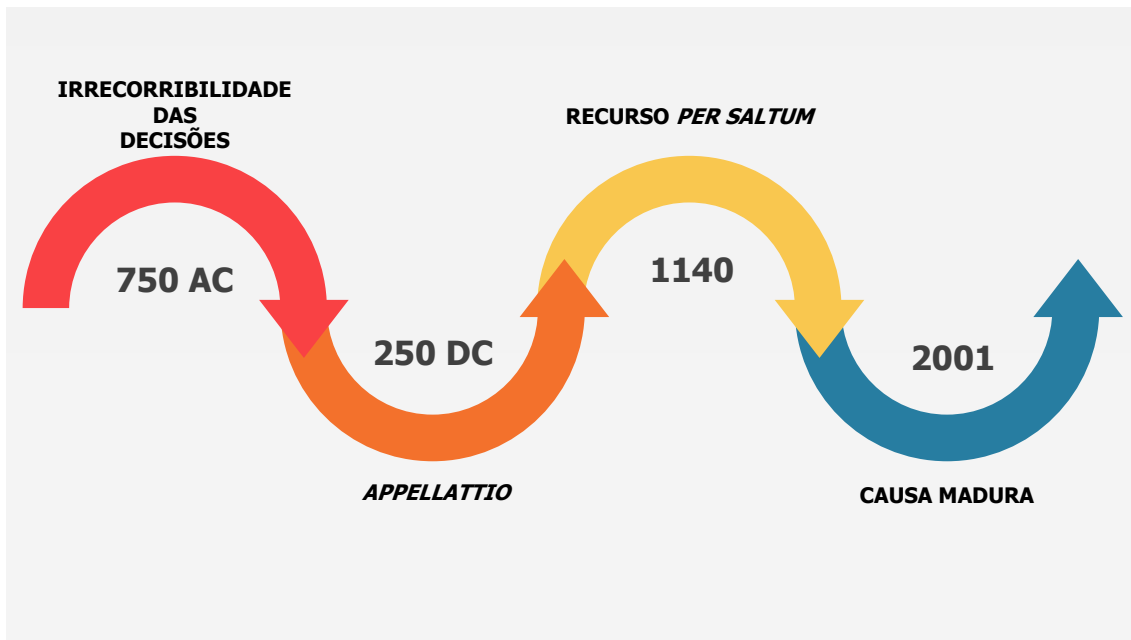 IRRECORRIBILIDADE
DAS
DECISÕES
750 AC
250 DC
APPELLATTIO
RECURSO PER SALTUM
1140
2001
CAUSA MADURA